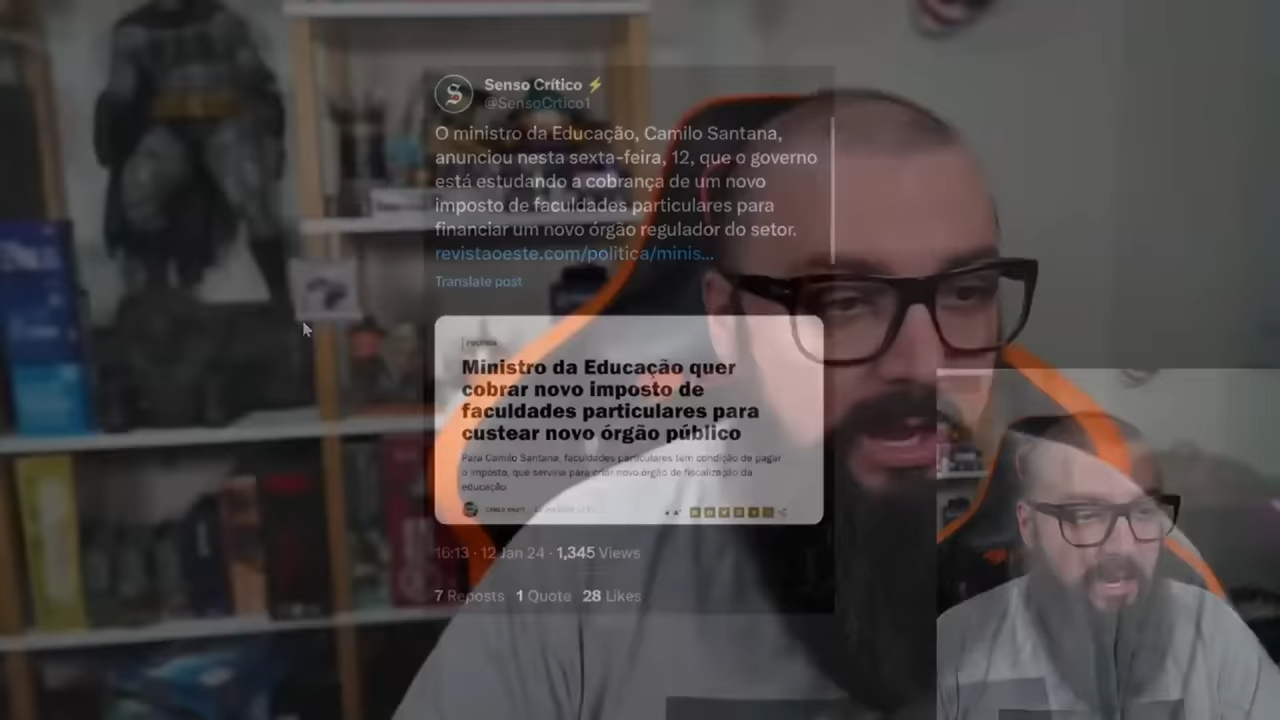 Senso Crítico ⚡
@SensoCrtico1
O ministro da Educação, Camilo Santana,
anunciou nesta sexta-feira, 12, que o governo
está estudando a cobrança de um novo
imposto de faculdades particulares para
financiar um novo órgão regulador do setor.
revistaoeste.com/politica/minis...
Translate post
POLÍTICA
Ministro da Educação quer
cobrar novo imposto de
faculdades particulares para
custear novo órgão público
Para Camilo Santana, faculdades particulares tem condição de pagar
o imposto, que serviria para criar novo órgão de fiscalização da
educação
16:13 · 12 Jan 24 · 1,345 Views
7 Reposts 1 Quote 28 Likes